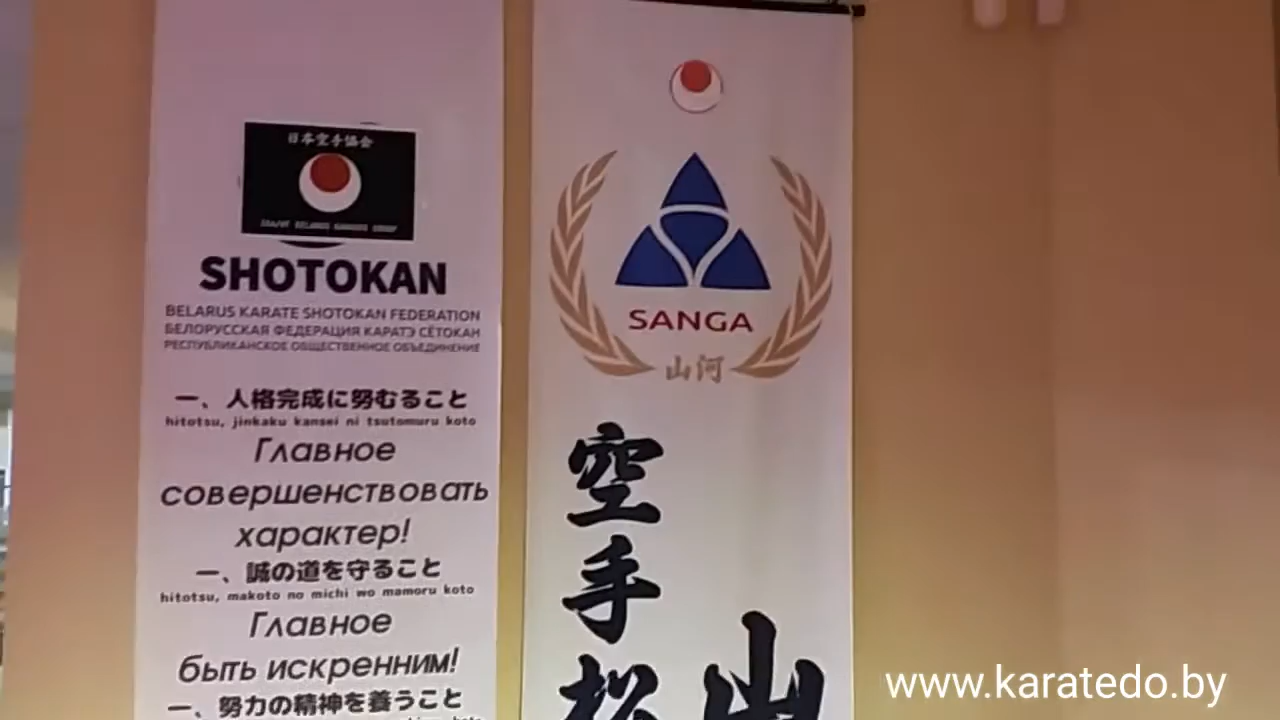 日本空手協会
SHOTOKAN
BELARUS KARATE SHOTOKAN FEDERATION
БЕЛОРУССКАЯ ФЕДЕРАЦИЯ КАРАТЭ СЁТОКАН
РЕСПУБЛИКАНСКОЕ ОБЩЕСТВЕННОЕ ОБЪЕДИНЕНИЕ
一、人格完成に努むること
hitotsu, jinkaku kansei ni tsutomuru koto
Главное
совершенствовать
характер!
一、誠の道を守ること
hitotsu, makoto no michi wo mamoru koto
Главное
быть искренним!
一、努力の精神を養うこと
SANGA
山河
空手松
山
www.karatedo.by